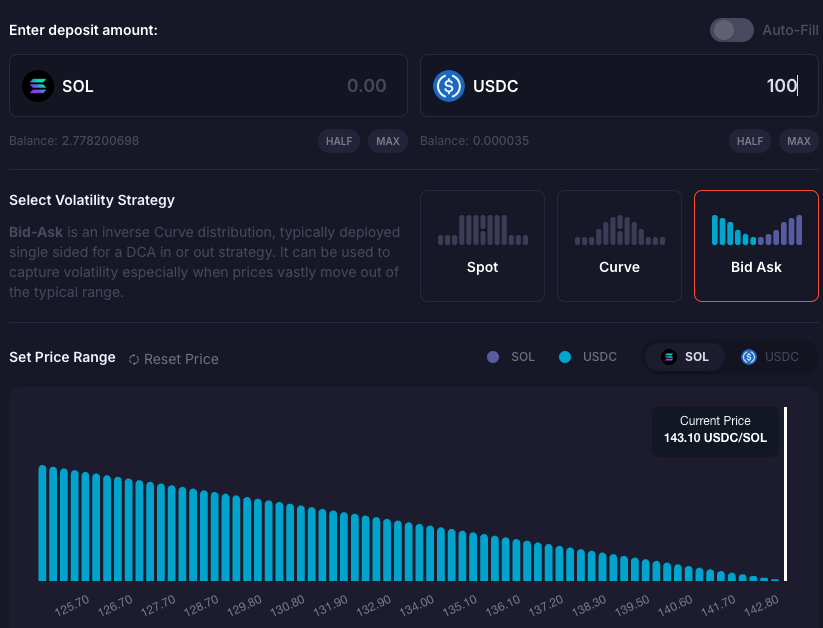 Enter deposit amount:
Auto-Fill
SOL
0.00
USDC
100
Balance: 2.778200698
HALF
MAX
Balance: 0.000035
HALF
MAX
Select Volatility Strategy
Bid-Ask is an inverse Curve distribution, typically deployed
single sided for a DCA in or out strategy. It can be used to
capture volatility especially when prices vastly move out of
the typical range.
Spot
Curve
Bid Ask
Set Price Range
Reset Price
SOL
USDC
SOL
USDC
Current Price
143.10 USDC/SOL
125.70 126.70 127.70 128.70 129.80 130.80 131.90 132.90 134.00 135.10 136.10 137.20 138.30 139.50 140.60 141.70 142.80